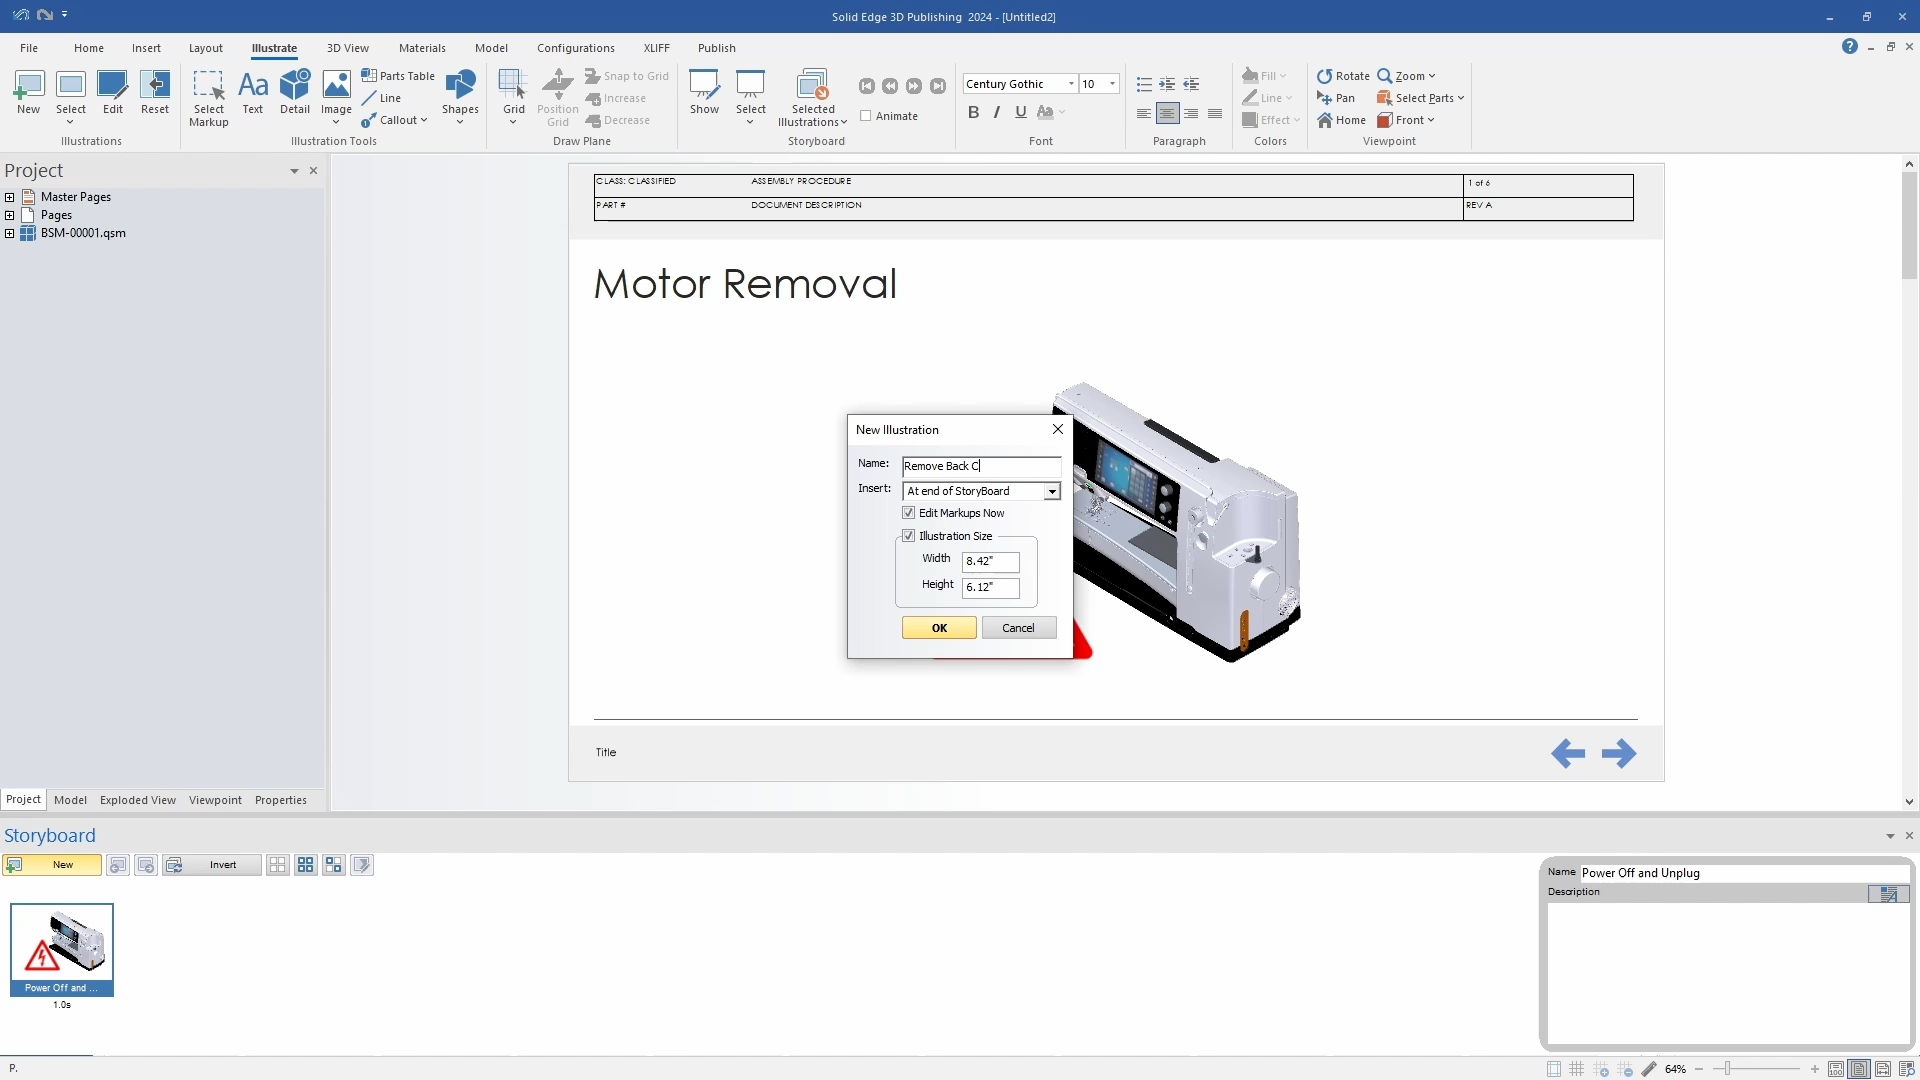 Solid Edge 3D Publishing 2024 - [Untitled2]
File Home Insert Layout Illustrate 3D View Materials Model Configurations XLIFF Publish
New Select Edit Reset
Illustrations
Select Markup Text Detail Image Parts Table Line Callout Shapes
Illustration Tools
Grid Position Grid Snap to Grid Increase Decrease
Draw Plane
Show Select Selected Illustrations Animate
Storyboard
Century Gothic 10
B I U Aa
Font
Paragraph
Fill Line Effect
Colors
Rotate Zoom
Pan Select Parts
Home Front
Viewpoint
Project
Master Pages
Pages
BSM-00001.qsm
CLASS: CLASSIFIED ASSEMBLY PROCEDURE 1 of 6
PART # DOCUMENT DESCRIPTION REV A
Motor Removal
New Illustration
Name: Remove Back C
Insert: At end of StoryBoard
Edit Markups Now
Illustration Size
Width 8.42"
Height 6.12"
OK Cancel
Title
Project Model Exploded View Viewpoint Properties
Storyboard
New Invert
Power Off and ...
1.0s
Name Power Off and Unplug
Description
P.
64%